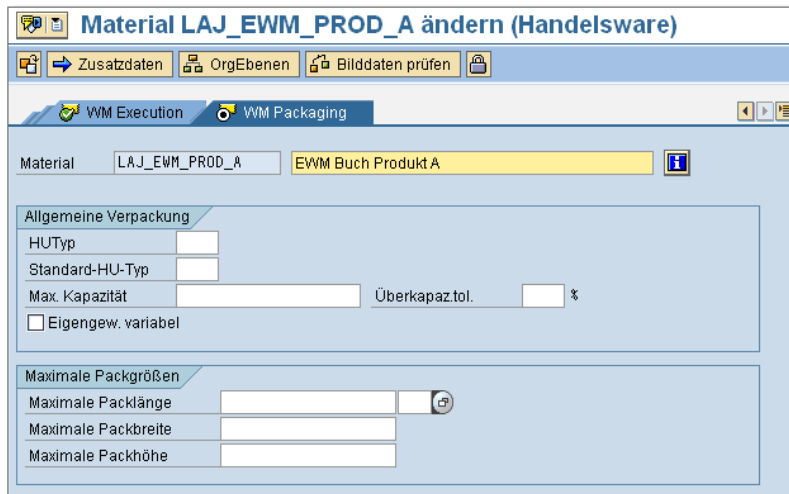 Material LAJ_EWM_PROD_A ändern (Handelsware)
Zusatzdaten OrgEbenen Bilddaten prüfen
WM Execution WM Packaging
Material LAJ_EWM_PROD_A EWM Buch Produkt A
Allgemeine Verpackung
HUTyp
Standard-HU-Typ
Max. Kapazität Überkapaz.tol. %
Eigengew. variabel
Maximale Packgrößen
Maximale Packlänge
Maximale Packbreite
Maximale Packhöhe